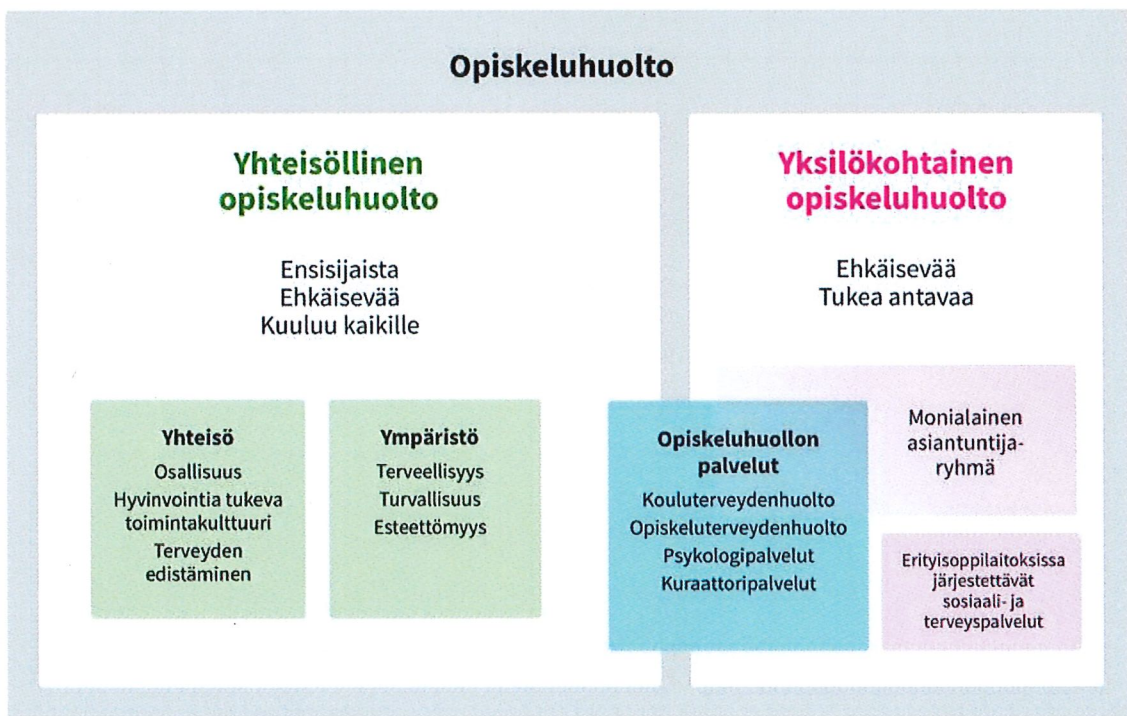 Opiskeluhuolto
Yhteisöllinen
opiskeluhuolto
Ensisijaista
Ehkäisevää
Kuuluu kaikille
Yhteisö
Osallisuus
Hyvinvointia tukeva
toimintakulttuuri
Terveyden
edistäminen
Ympäristö
Terveellisyys
Turvallisuus
Esteettömyys
Yksilökohtainen
opiskeluhuolto
Ehkäisevää
Tukea antavaa
Opiskeluhuollon
palvelut
Kouluterveydenhuolto
Opiskeluterveydenhuolto
Psykologipalvelut
Kuraattoripalvelut
Monialainen
asiantuntija-
ryhmä
Erityisoppilaitoksissa
järjestettävät
sosiaali- ja
terveyspalvelut